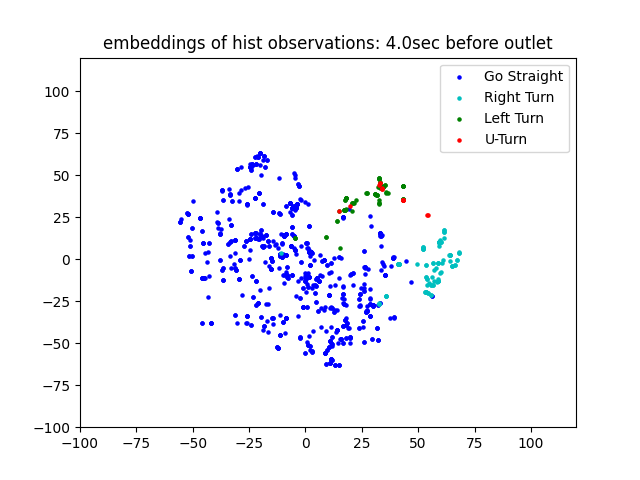 embeddings of hist observations: 4.0sec before outlet
Go Straight
Right Turn
Left Turn
U-Turn
100
75
50
25
0
−25
−50
−75
−100
−100 −75 −50 −25 0 25 50 75 100